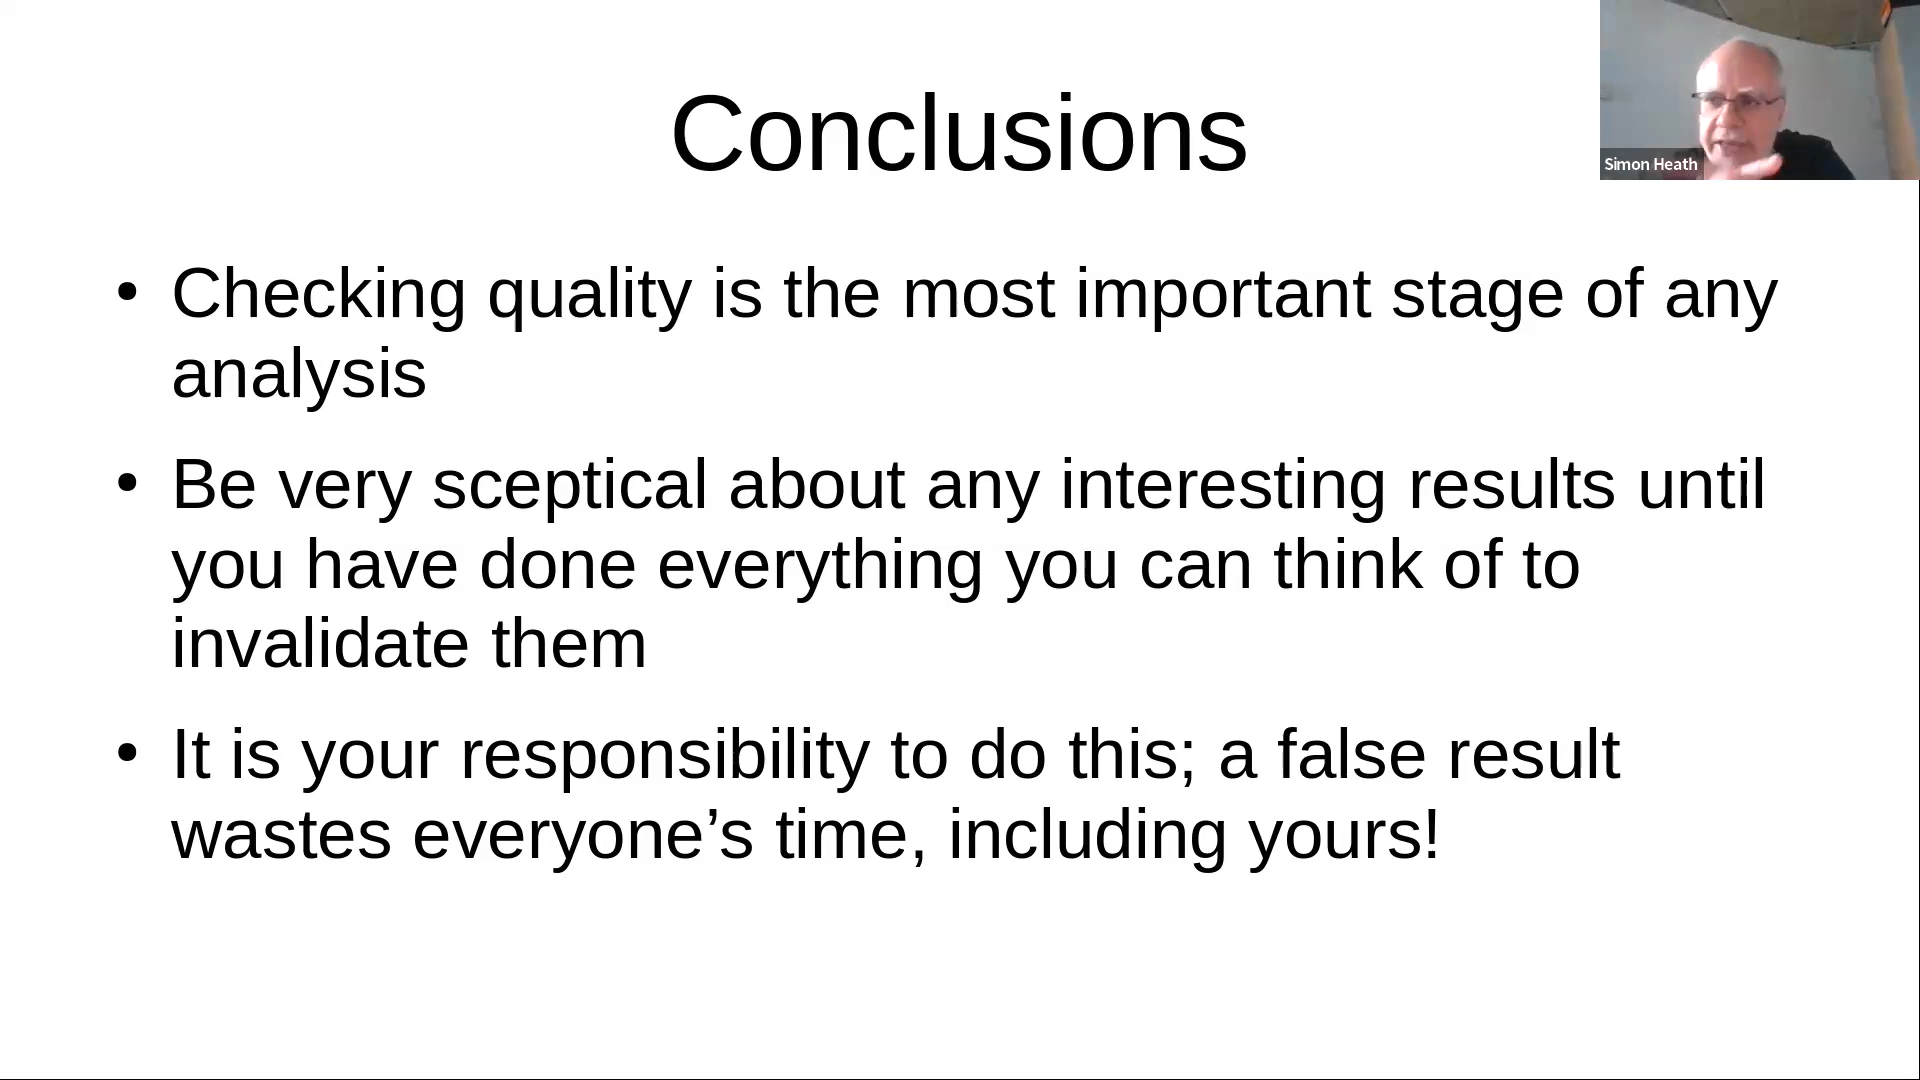 Conclusions
Simon Heath
• Checking quality is the most important stage of any
analysis
• Be very sceptical about any interesting results until
you have done everything you can think of to
invalidate them
• It is your responsibility to do this; a false result
wastes everyone’s time, including yours!